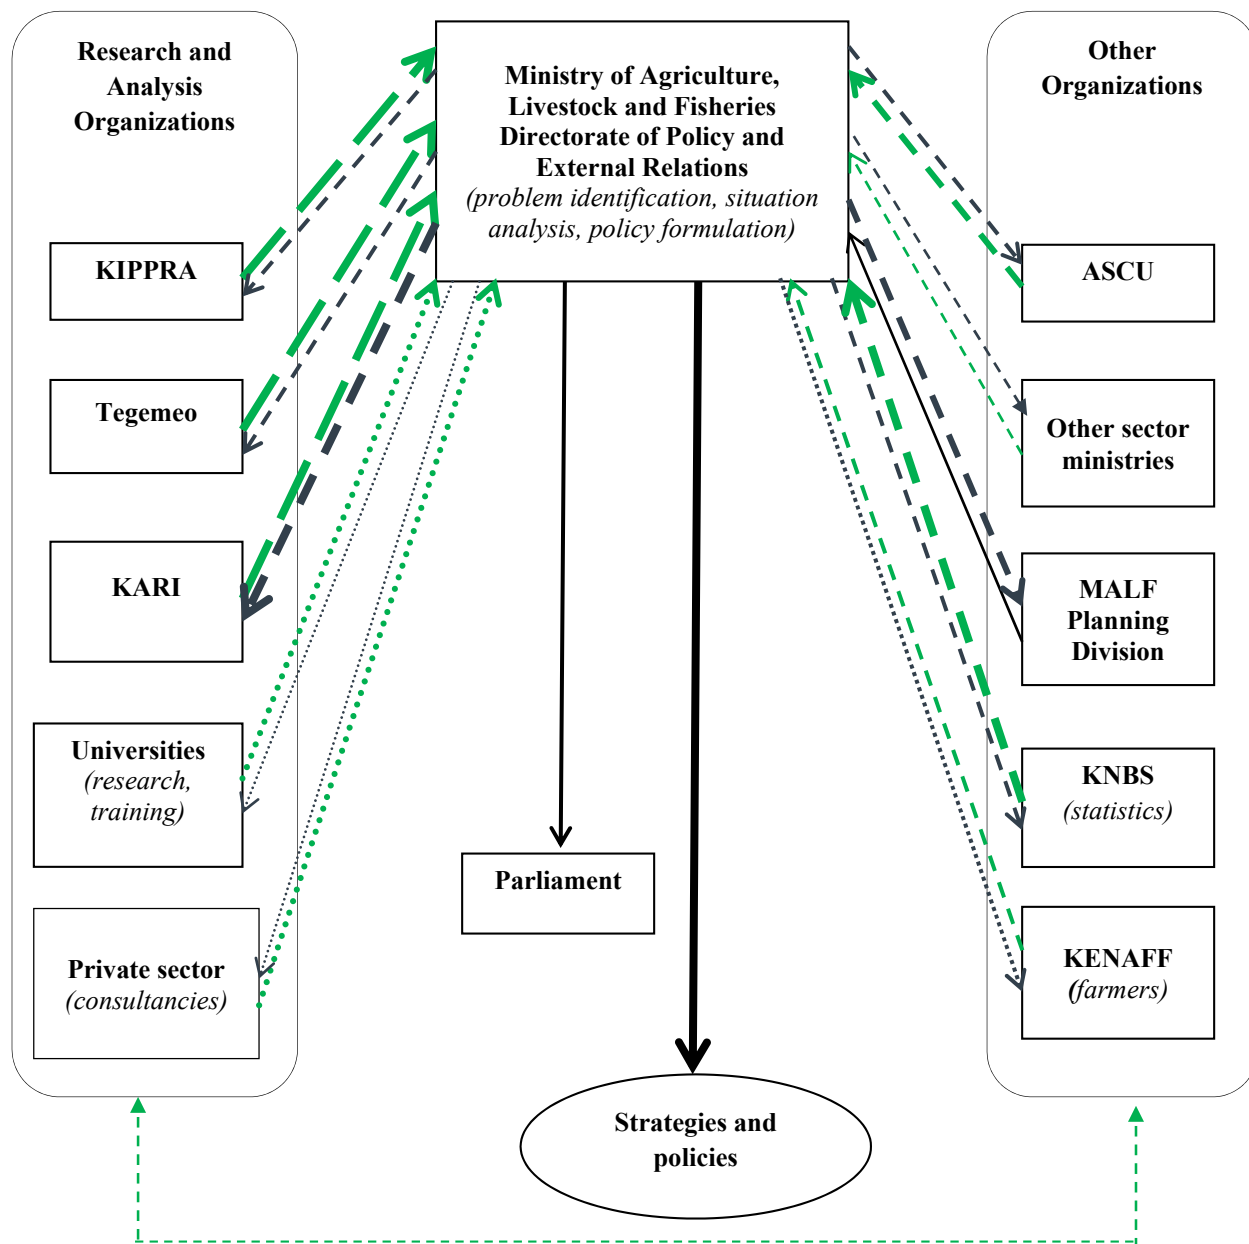 Research and
Analysis
Organizations
KIPPRA
Tegemeo
KARI
Universities
(research,
training)
Private sector
(consultancies)
Ministry of Agriculture,
Livestock and Fisheries
Directorate of Policy and
External Relations
(problem identification, situation
analysis, policy formulation)
Parliament
Strategies and
policies
Other
Organizations
ASCU
Other sector
ministries
MALF
Planning
Division
KNBS
(statistics)
KENAFF
(farmers)